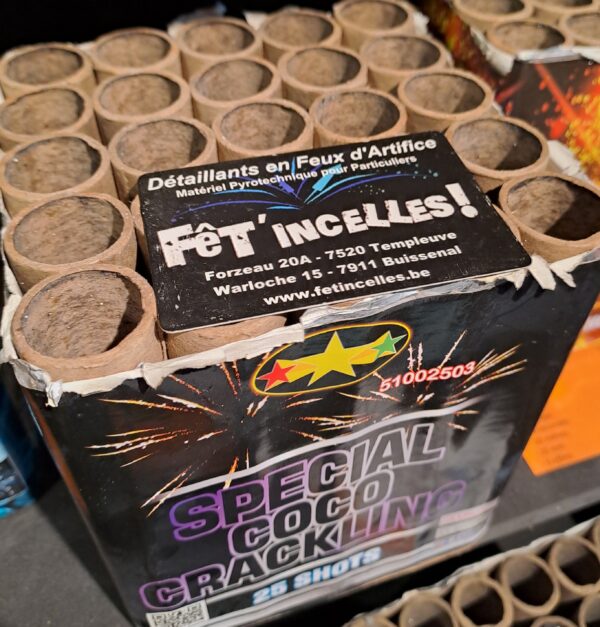 Détaillants en Feux d'Artifice
Matériel Pyrotechnique pour Particuliers
FÊT'INCELLES!
Forzeau 20A - 7520 Templeuve
Warloche 15 - 7911 Buissenal
www.fetincelles.be
51002503
SPECIAL
COCO
CRACKLING
25 SHOTS